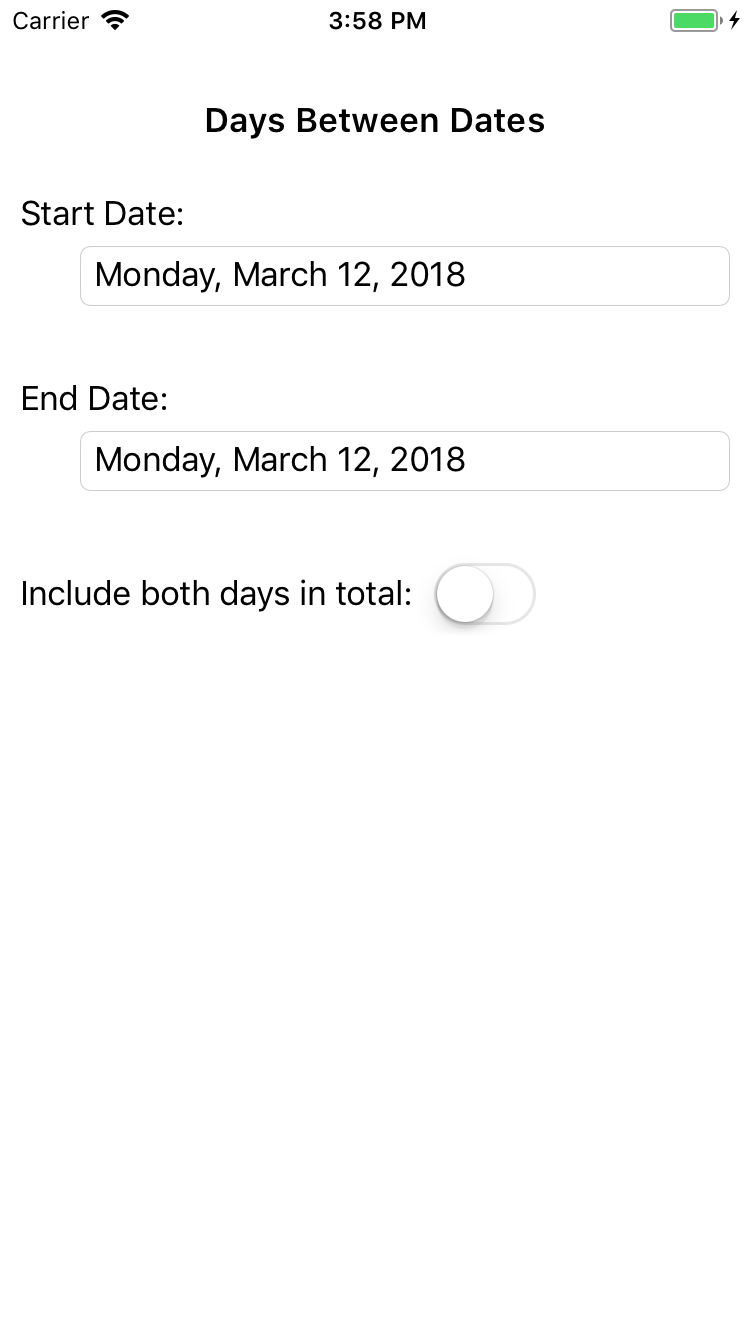 Carrier 3:58 PM
Days Between Dates
Start Date:
Monday, March 12, 2018
End Date:
Monday, March 12, 2018
Include both days in total: